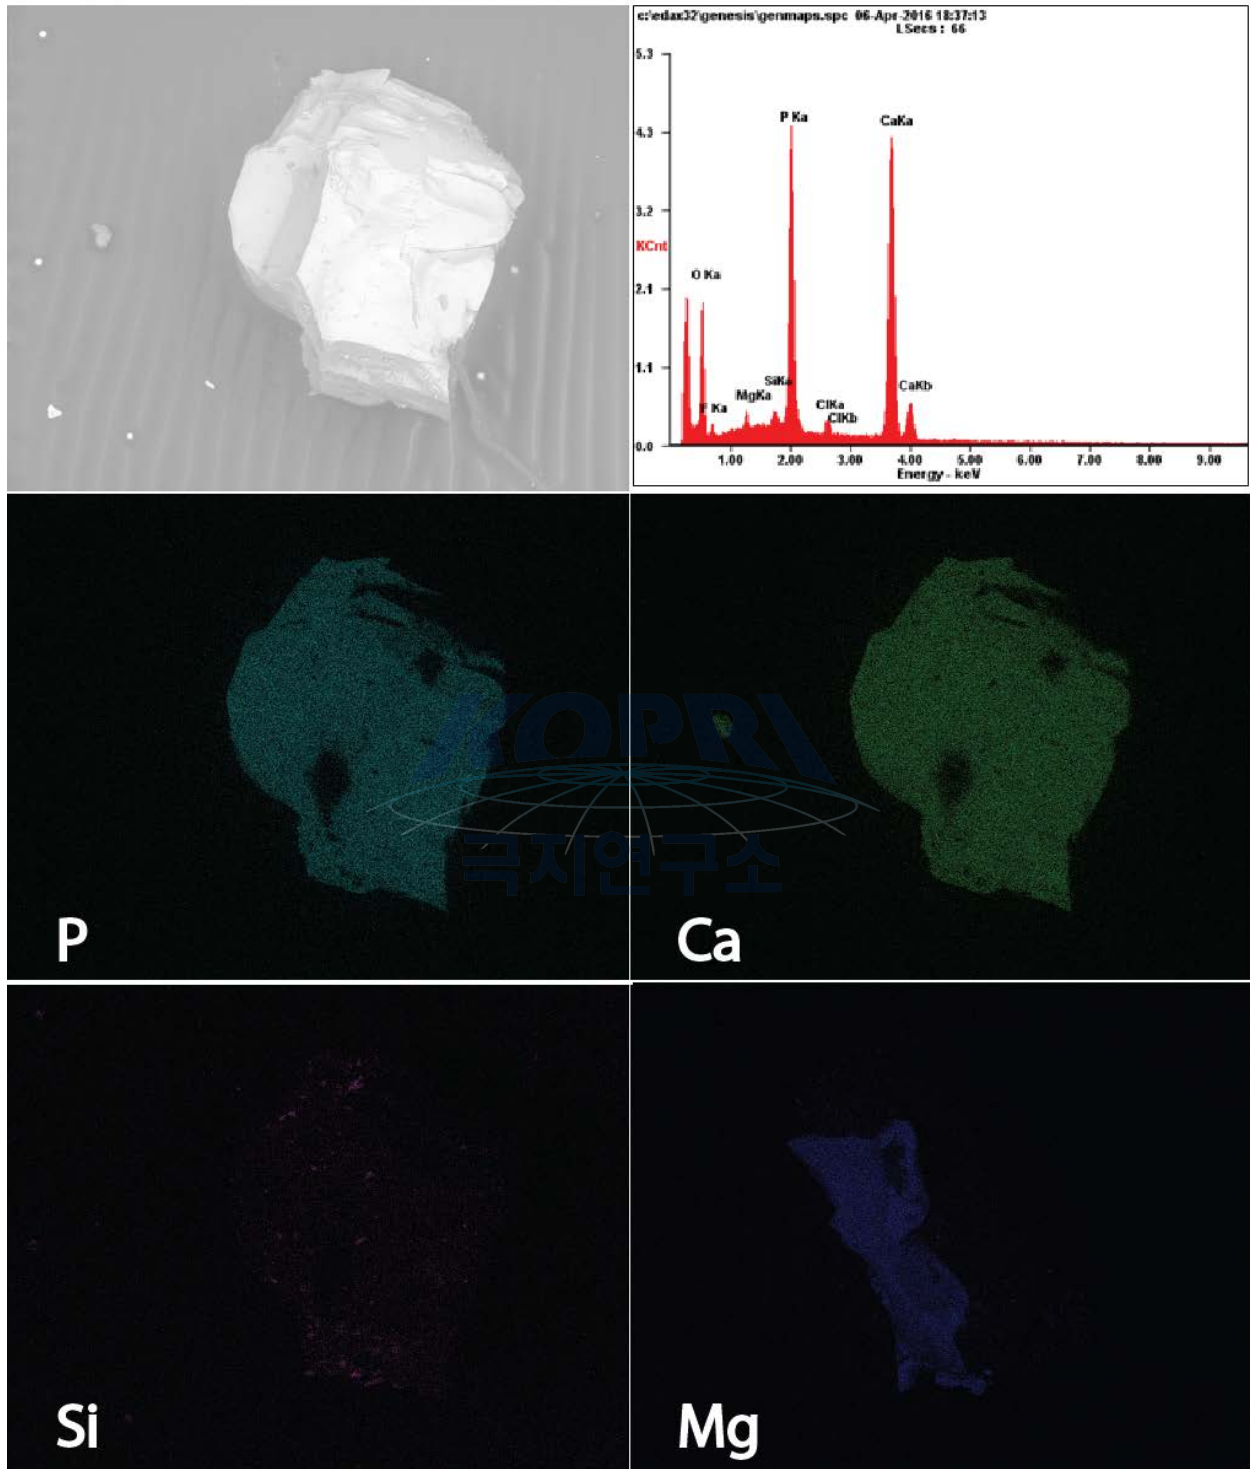 c:\edax32\genesis\genmaps.spc 06-Apr-2016 18:37:13
LSecs : 66
5.3
4.3
3.2
KCnt
2.1
1.1
0.0
P Ka
CaKa
O Ka
F Ka
MgKa
SiKa
ClKa
ClKb
CaKb
1.00 2.00 3.00 4.00 5.00 6.00 7.00 8.00 9.00
Energy - keV
KOPRI
극지연구소
P
Ca
Si
Mg